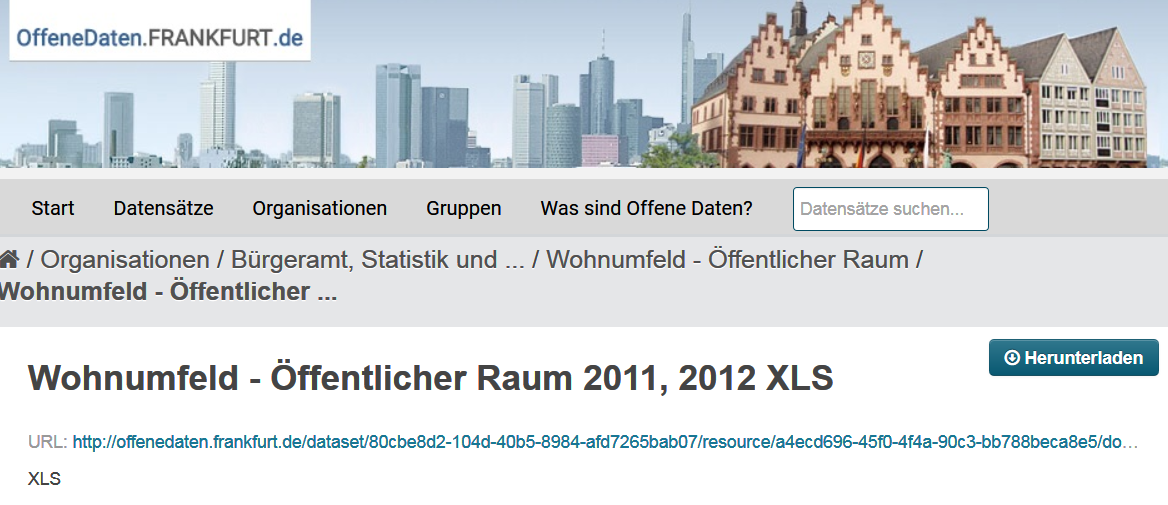 OffeneDaten.FRANKFURT.de
Start Datensätze Organisationen Gruppen Was sind Offene Daten? Datensätze suchen...
/ Organisationen / Bürgeramt, Statistik und ... / Wohnumfeld - Öffentlicher Raum /
Wohnumfeld - Öffentlicher ...
Herunterladen
Wohnumfeld - Öffentlicher Raum 2011, 2012 XLS
URL: http://offenedaten.frankfurt.de/dataset/80cbe8d2-104d-40b5-8984-afd7265bab07/resource/a4ecd696-45f0-4f4a-90c3-bb788beca8e5/do...
XLS